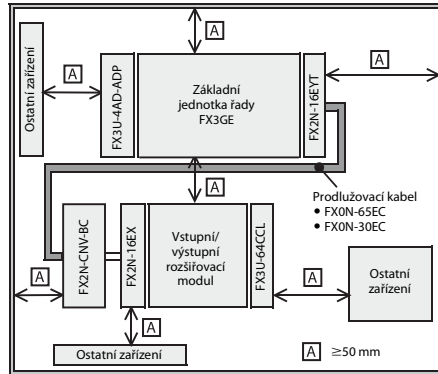 A
Ostatní zařízení
A
FX3U-4AD-ADP
Základní
jednotka řady
FX3GE
FX2N-16EYT
A
A
Prodlužovací kabel
• FX0N-65EC
• FX0N-30EC
A
FX2N-CNV-BC
FX2N-16EX
Vstupní/
výstupní
rozšiřovací
modul
FX3U-64CCL
A
Ostatní
zařízení
A
Ostatní zařízení
A ≥50 mm